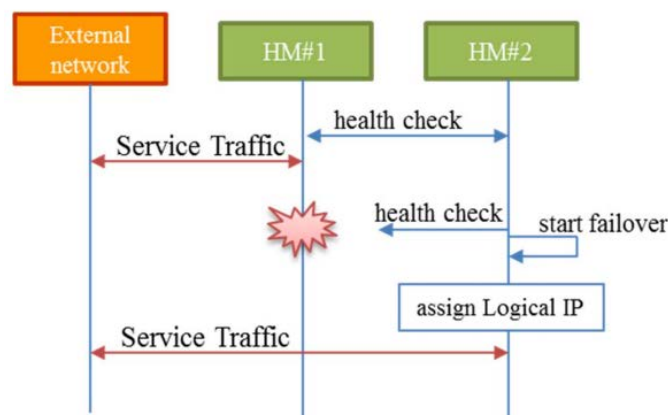 External
network
HM#1
HM#2
health check
Service Traffic
health check
start failover
assign Logical IP
Service Traffic